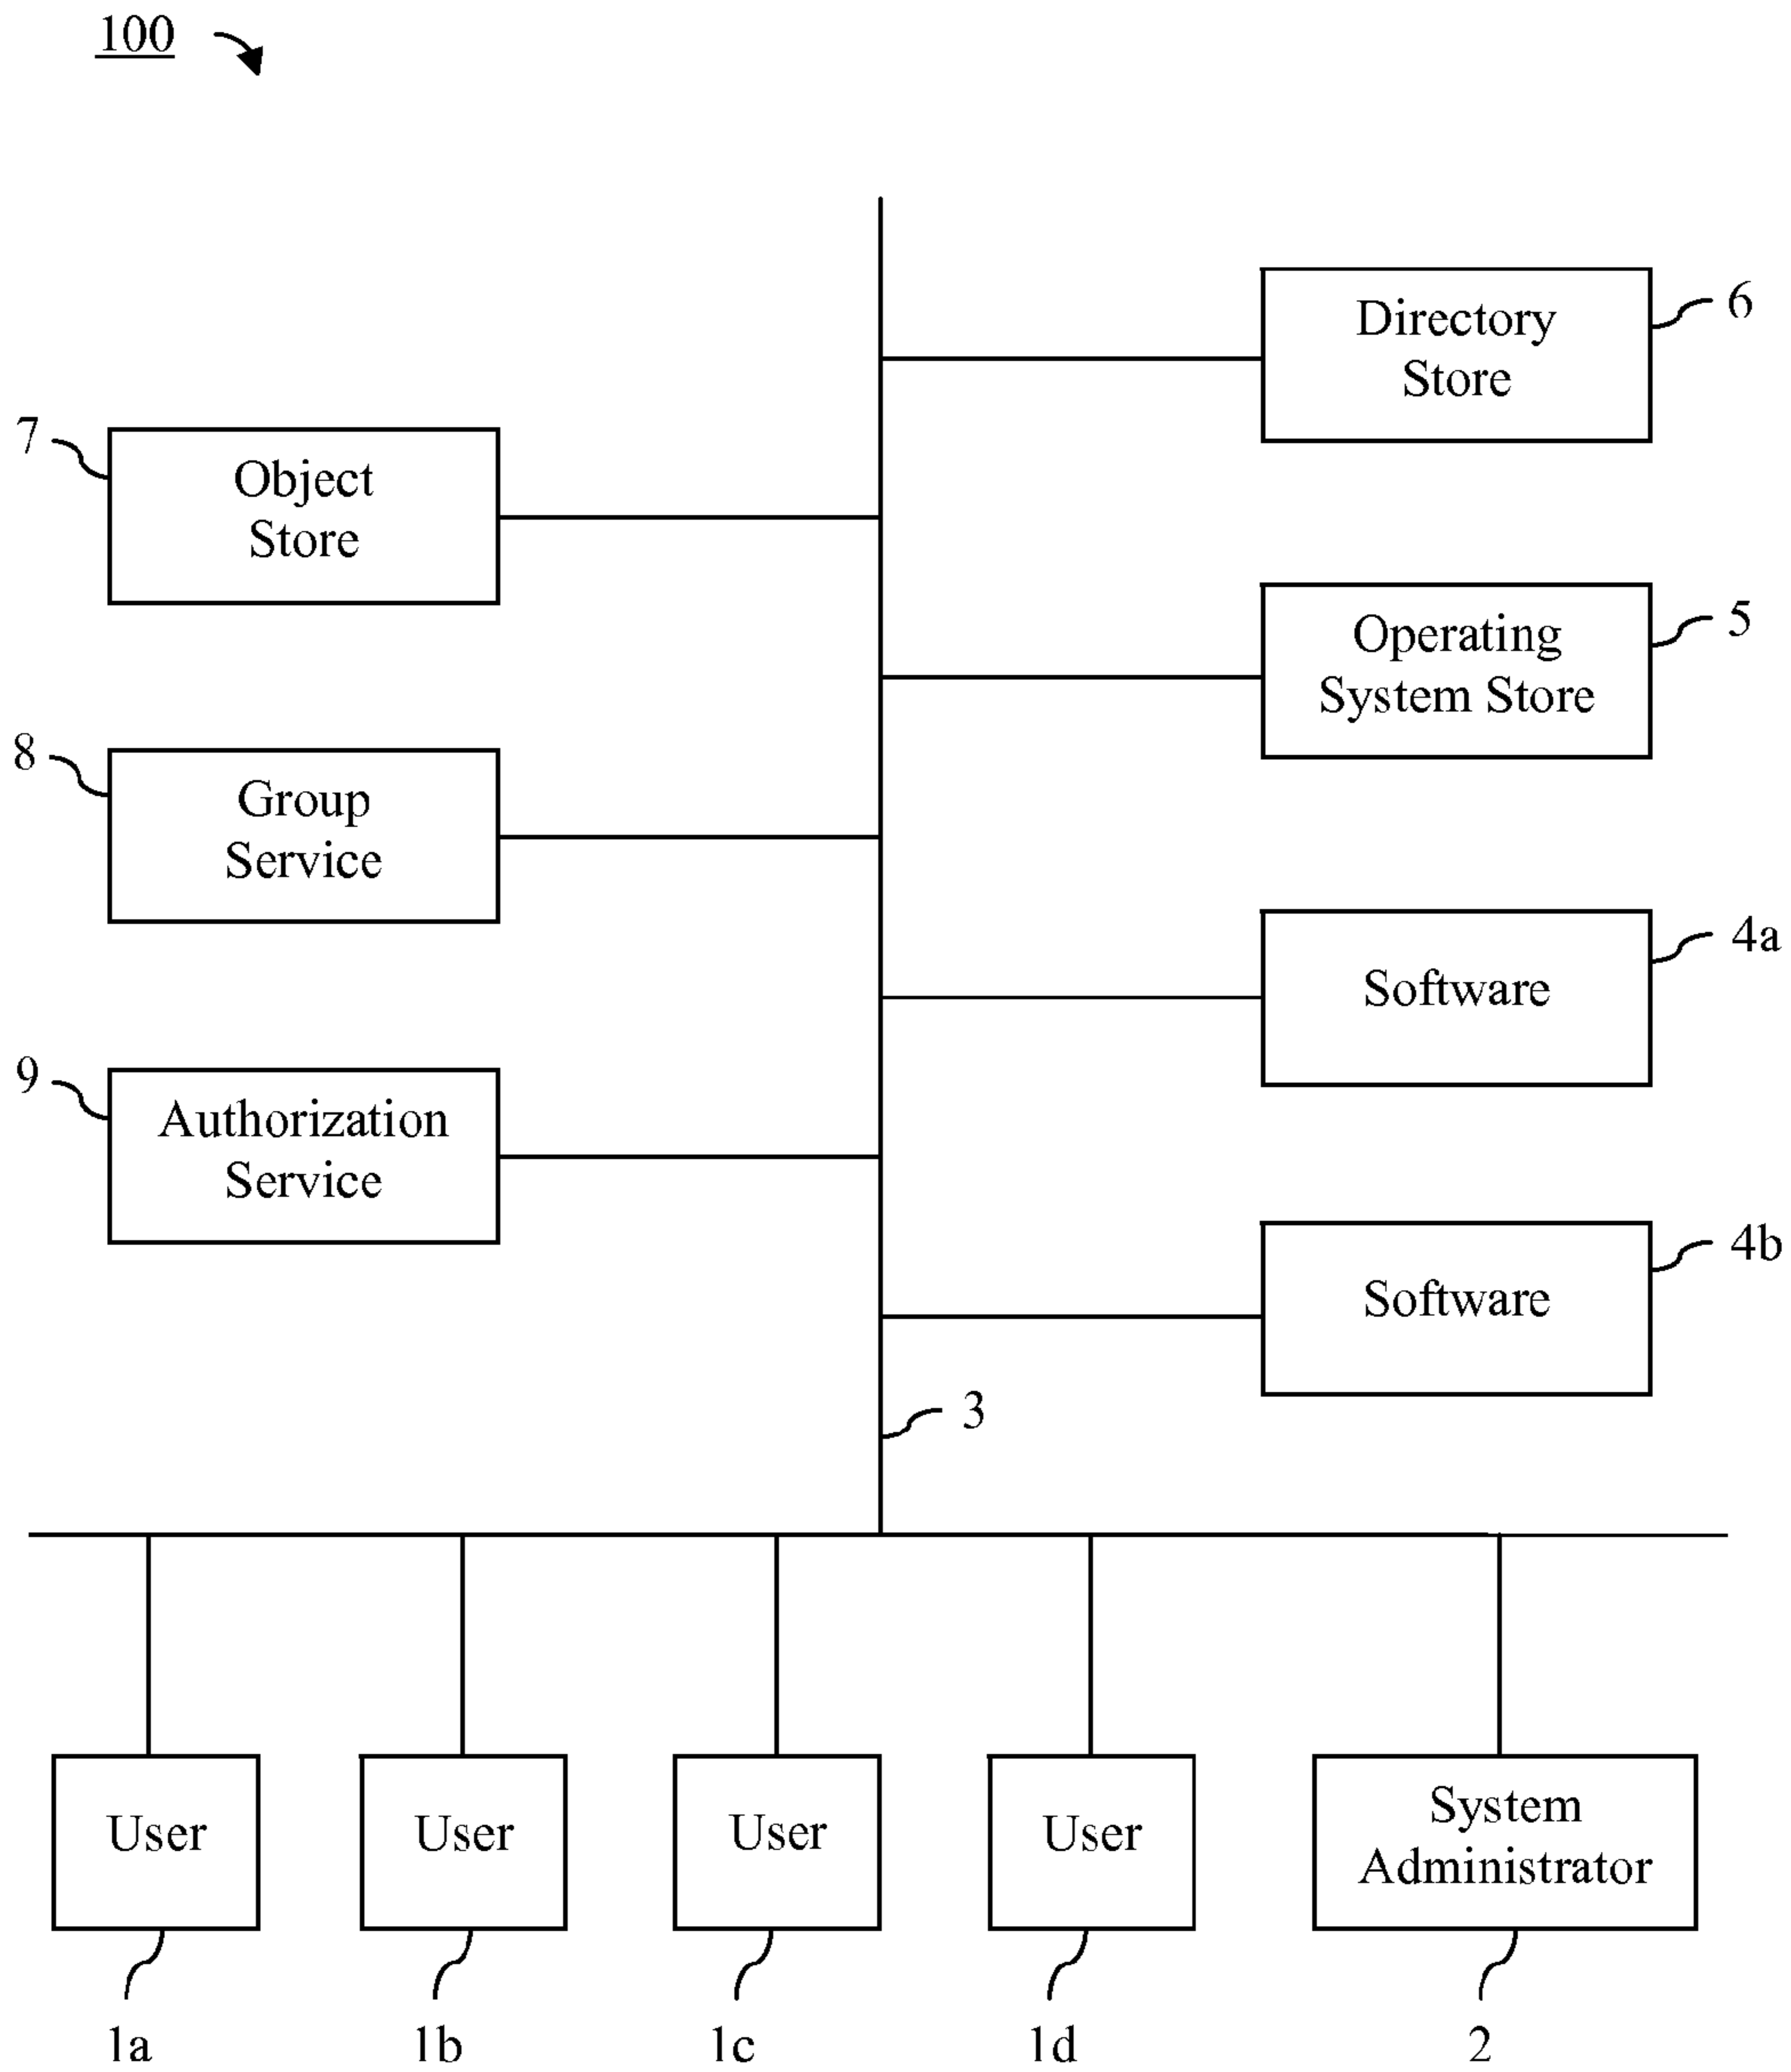 100
Directory
Store
6
7
Object
Store
Operating
System Store
5
8
Group
Service
Software
4a
9
Authorization
Service
Software
4b
3
User
User
User
User
System
Administrator
1a
1b
1c
1d
2